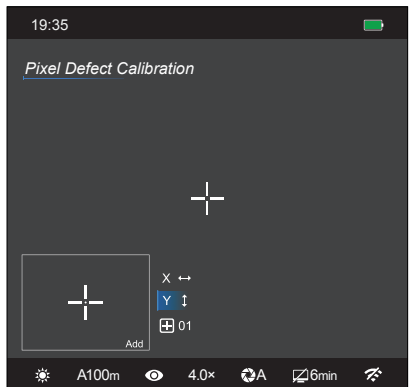 19:35
Pixel Defect Calibration
X
Y
01
Add
A100m 4.0× A 6min